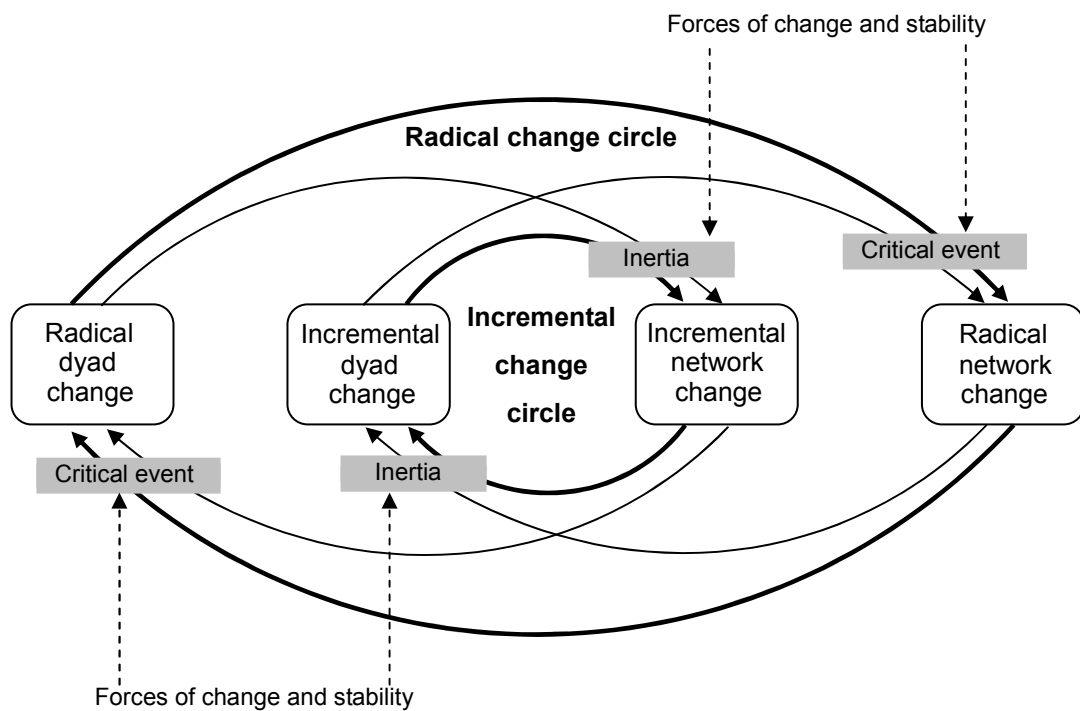 Forces of change and stability
Radical change circle
Critical event
Inertia
Radical
dyad
change
Incremental
dyad
change
Incremental
change
circle
Incremental
network
change
Radical
network
change
Critical event
Inertia
Forces of change and stability